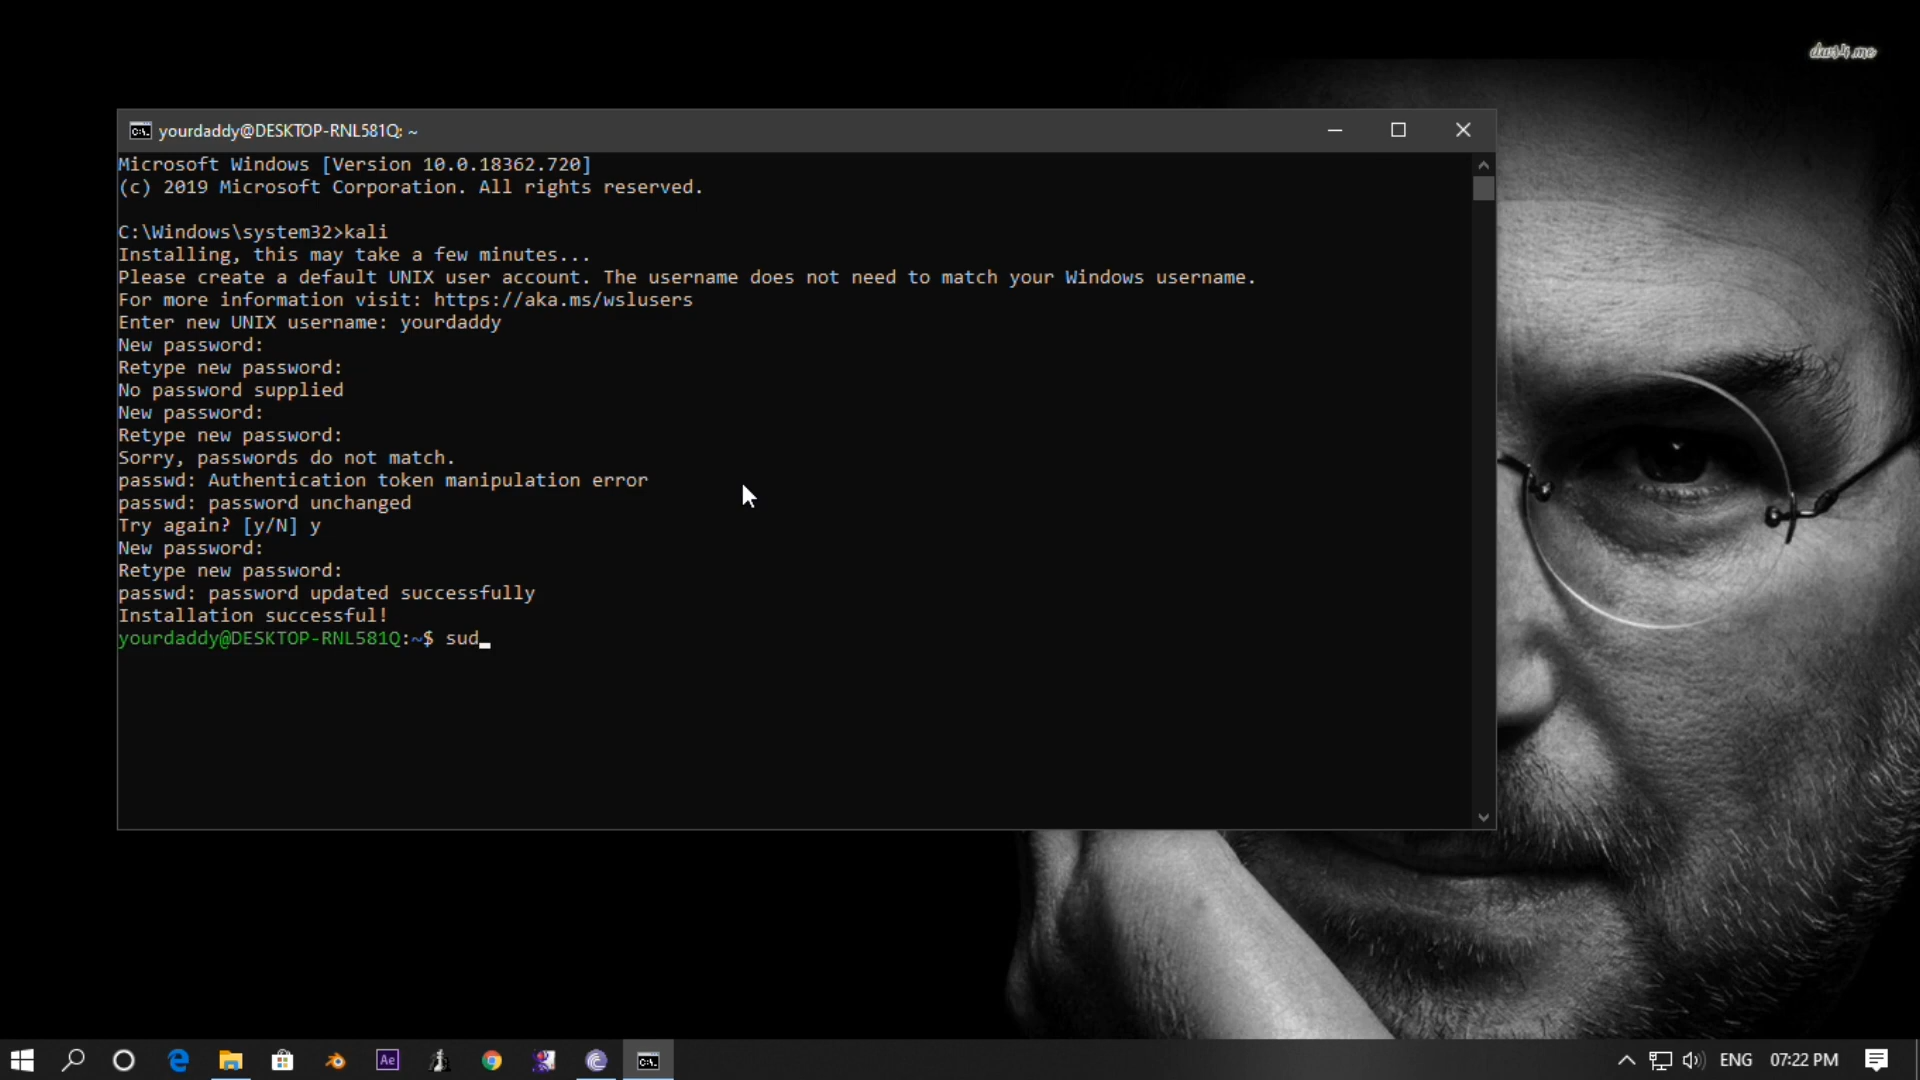 dws4.me
yourdaddy@DESKTOP-RNL581Q: ~
Microsoft Windows [Version 10.0.18362.720]
(c) 2019 Microsoft Corporation. All rights reserved.
C:\Windows\system32>kali
Installing, this may take a few minutes...
Please create a default UNIX user account. The username does not need to match your Windows username.
For more information visit: https://aka.ms/wslusers
Enter new UNIX username: yourdaddy
New password:
Retype new password:
No password supplied
New password:
Retype new password:
Sorry, passwords do not match.
passwd: Authentication token manipulation error
passwd: password unchanged
Try again? [y/N] y
New password:
Retype new password:
passwd: password updated successfully
Installation successful!
yourdaddy@DESKTOP-RNL581Q:~$ sud
Ae
ENG 07:22 PM